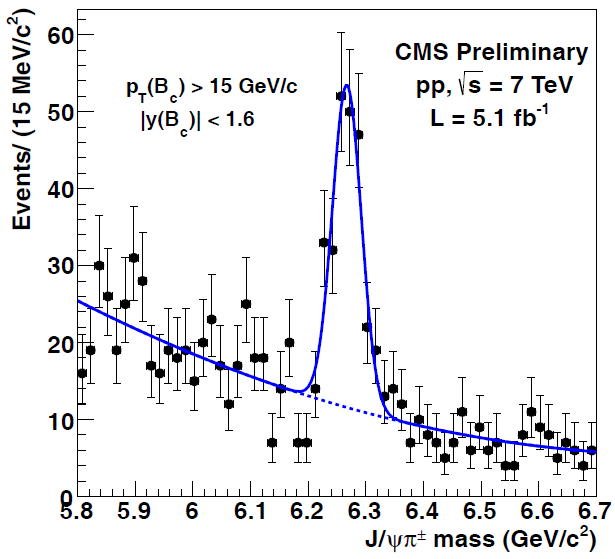 CMS Preliminary
pp, √s = 7 TeV
L = 5.1 fb⁻¹
p_T(B_c) > 15 GeV/c
|y(B_c)| < 1.6
Events/ (15 MeV/c²)
60
50
40
30
20
10
0
5.8 5.9 6 6.1 6.2 6.3 6.4 6.5 6.6 6.7
J/ψπ± mass (GeV/c²)